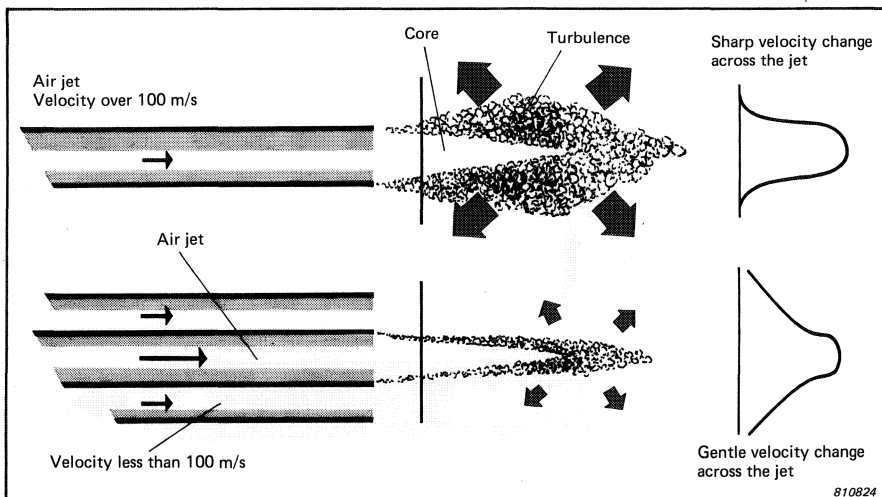 Air jet
Velocity over 100 m/s
Core
Turbulence
Sharp velocity change
across the jet
Air jet
Velocity less than 100 m/s
Gentle velocity change
across the jet
810824